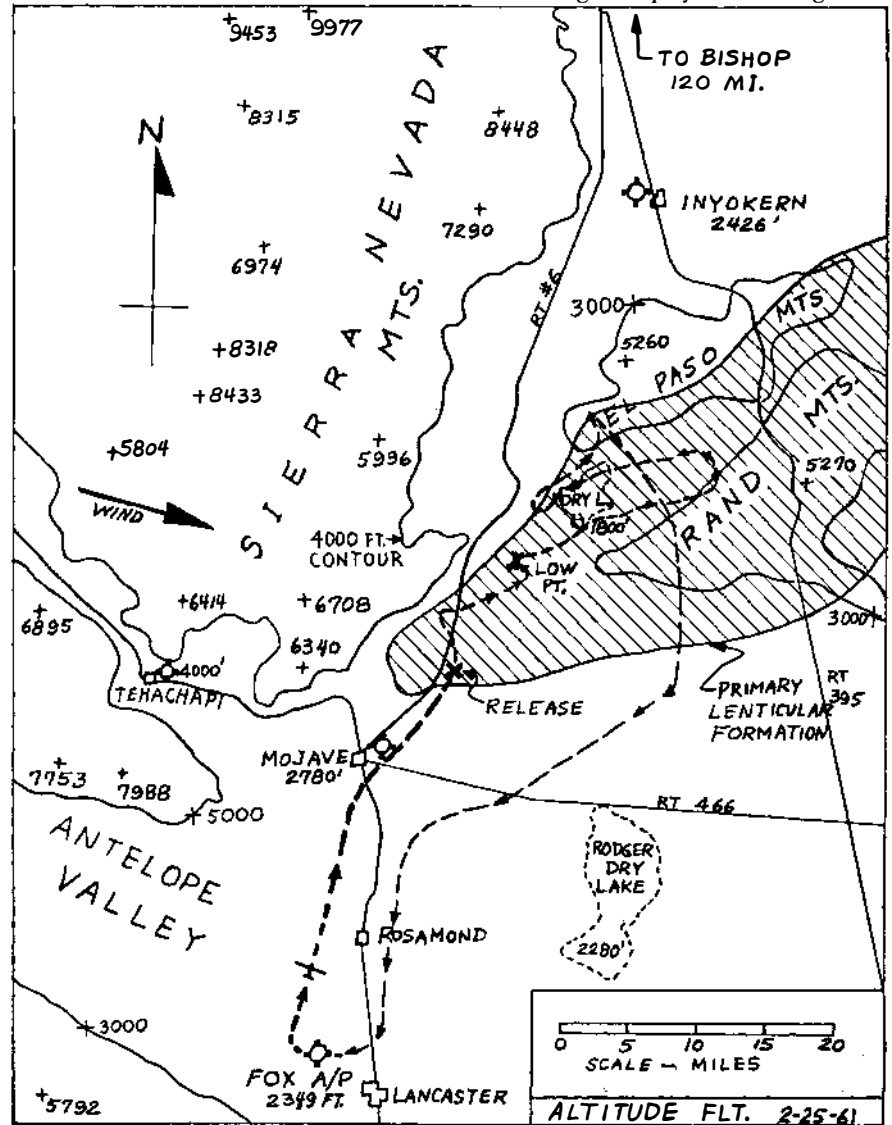 9453
9977
TO BISHOP
120 MI.
8315
8448
N
SIERRA NEVADA
MTS.
INYOKERN
2426'
7290
6974
RT #6
3000
MTS
8318
5260
8433
EL PASO
5804
5996
RAND MTS.
5270
WIND
DRY L.
1800'
4000 FT.
CONTOUR
LOW
PT.
6414
6708
6895
3000
6340
4000'
TEHACHAPI
RELEASE
PRIMARY
LENTICULAR
FORMATION
RT
395
MOJAVE
2780'
7753
7988
5000
RT 466
ANTELOPE
VALLEY
RODGER
DRY
LAKE
ROSAMOND
2280'
3000
0 5 10 15 20
SCALE – MILES
FOX A/P
2349 FT.
LANCASTER
5792
ALTITUDE FLT. 2-25-61